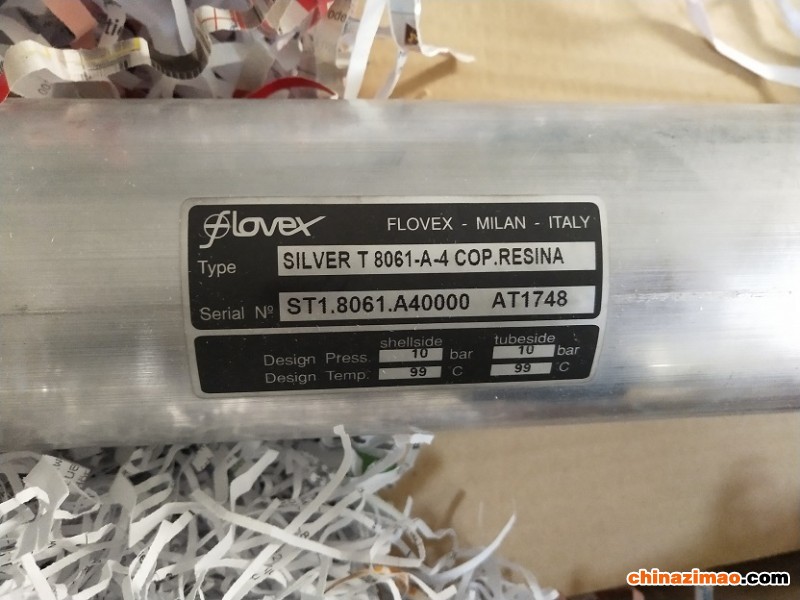 flovex
FLOVEX - MILAN - ITALY
Type SILVER T 8061-A-4 COP.RESINA
Serial Nº ST1.8061.A40000 AT1748
shellside tubeside
Design Press. 10 bar 10 bar
Design Temp. 99 °C 99 °C
chinazimao.com